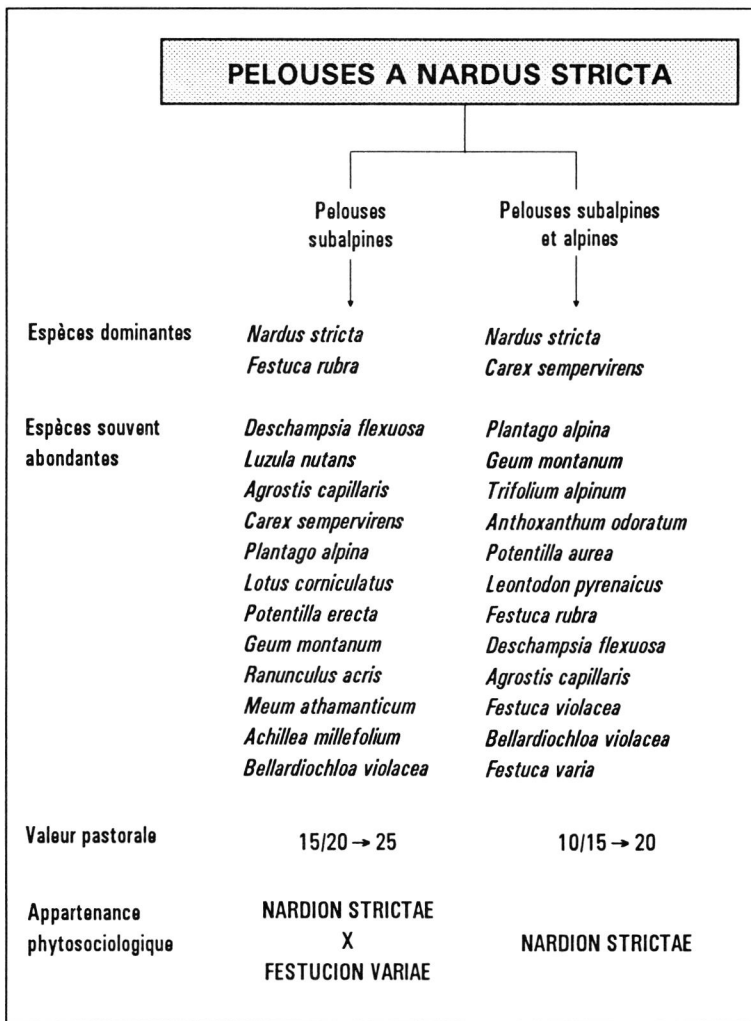 PELOUSES A NARDUS STRICTA
Pelouses
subalpines
Pelouses subalpines
et alpines
Espèces dominantes
Nardus stricta
Nardus stricta
Festuca rubra
Carex sempervirens
Espèces souvent
abondantes
Deschampsia flexuosa
Luzula nutans
Agrostis capillaris
Carex sempervirens
Plantago alpina
Lotus corniculatus
Potentilla erecta
Geum montanum
Ranunculus acris
Meum athamanticum
Achillea millefolium
Bellardiochloa violacea
Plantago alpina
Geum montanum
Trifolium alpinum
Anthoxanthum odoratum
Potentilla aurea
Leontodon pyrenaicus
Festuca rubra
Deschampsia flexuosa
Agrostis capillaris
Festuca violacea
Bellardiochloa violacea
Festuca varia
Valeur pastorale
15/20 → 25
10/15 → 20
Appartenance
phytosociologique
NARDION STRICTAE
X
FESTUCION VARIAE
NARDION STRICTAE